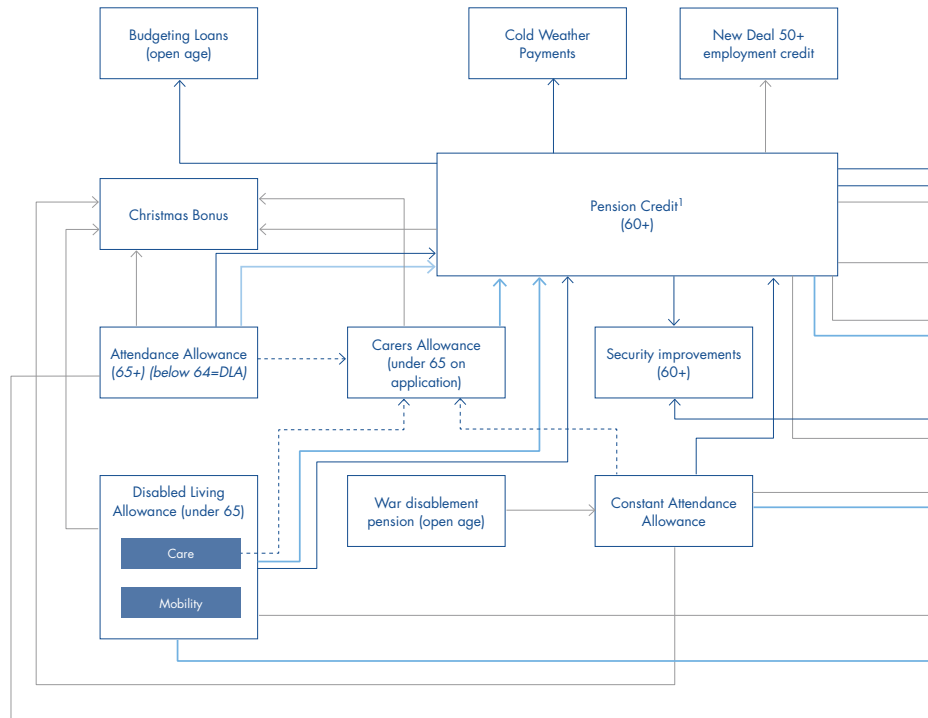 Budgeting Loans
(open age)
Cold Weather
Payments
New Deal 50+
employment credit
Christmas Bonus
Pension Credit1
(60+)
Attendance Allowance
(65+) (below 64=DLA)
Carers Allowance
(under 65 on
application)
Security improvements
(60+)
Disabled Living
Allowance (under 65)
Care
Mobility
War disablement
pension (open age)
Constant Attendance
Allowance